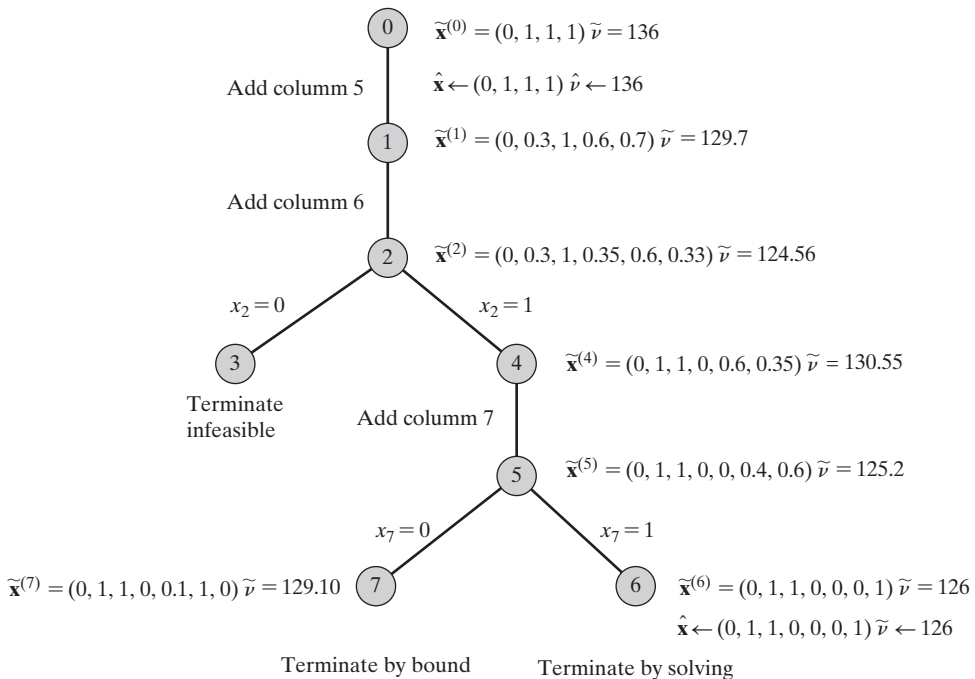 0 x̃⁽⁰⁾ = (0, 1, 1, 1) ν̃ = 136
Add column 5 x̂ ← (0, 1, 1, 1) ν̂ ← 136
1 x̃⁽¹⁾ = (0, 0.3, 1, 0.6, 0.7) ν̃ = 129.7
Add column 6
2 x̃⁽²⁾ = (0, 0.3, 1, 0.35, 0.6, 0.33) ν̃ = 124.56
x₂ = 0 x₂ = 1
3 4 x̃⁽⁴⁾ = (0, 1, 1, 0, 0.6, 0.35) ν̃ = 130.55
Terminate
infeasible
Add column 7
5 x̃⁽⁵⁾ = (0, 1, 1, 0, 0, 0.4, 0.6) ν̃ = 125.2
x₇ = 0 x₇ = 1
x̃⁽⁷⁾ = (0, 1, 1, 0, 0.1, 1, 0) ν̃ = 129.10 7 6 x̃⁽⁶⁾ = (0, 1, 1, 0, 0, 0, 1) ν̃ = 126
x̂ ← (0, 1, 1, 0, 0, 0, 1) ν̃ ← 126
Terminate by bound Terminate by solving